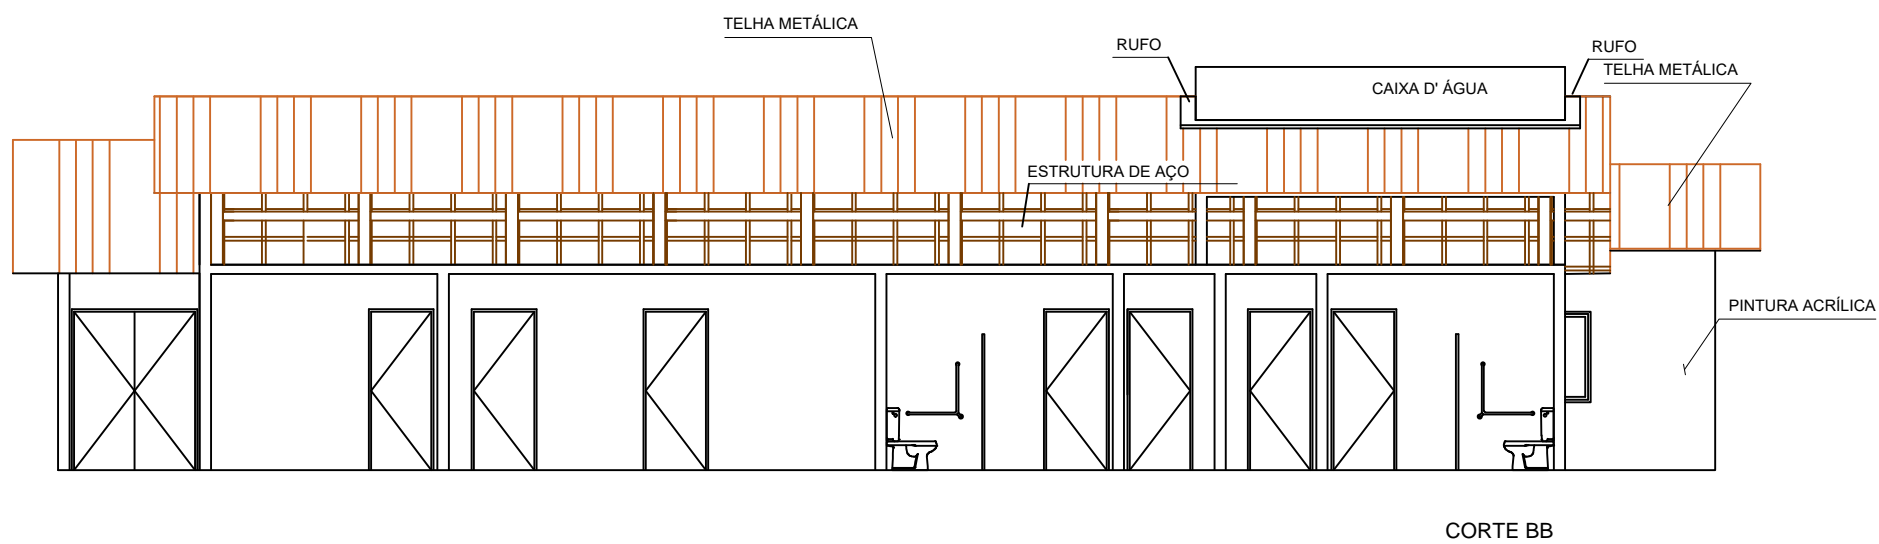 TELHA METÁLICA
RUFO
RUFO
TELHA METÁLICA
CAIXA D' ÁGUA
ESTRUTURA DE AÇO
PINTURA ACRÍLICA
CORTE BB